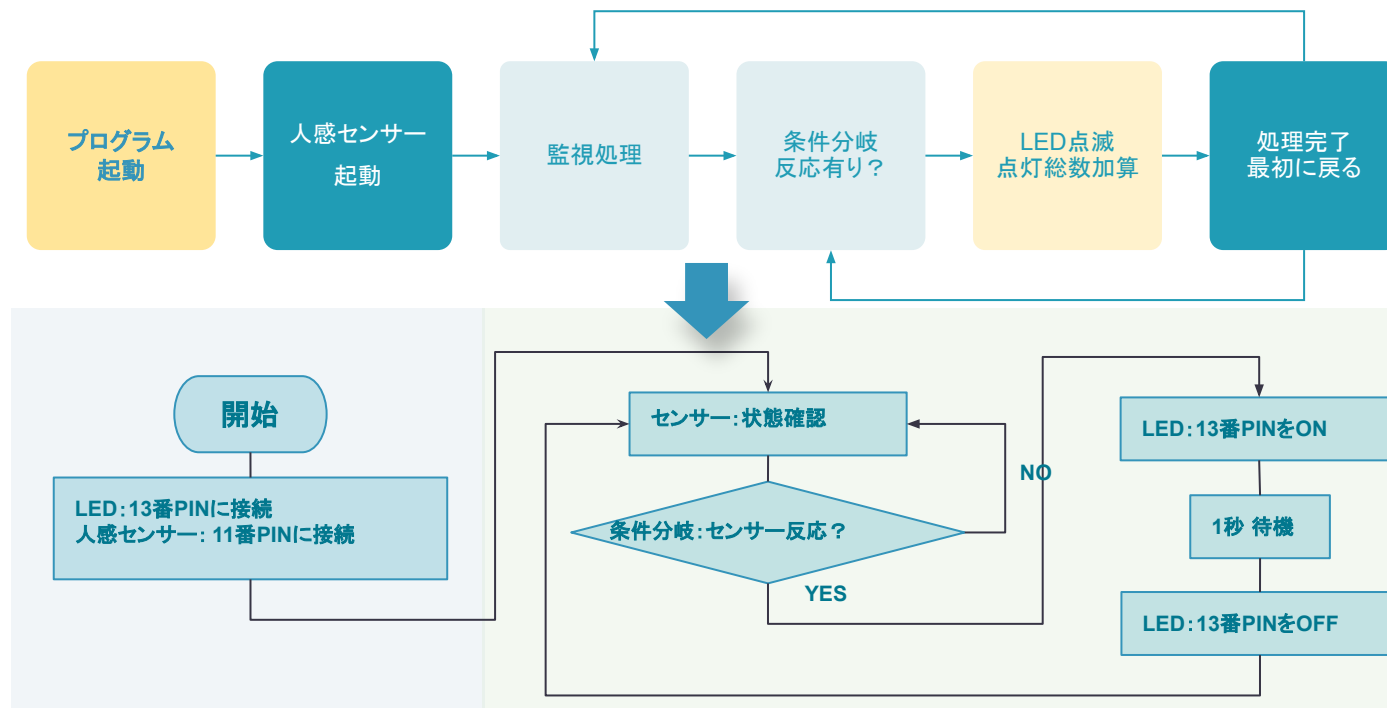 プログラム
起動
人感センサー
起動
監視処理
条件分岐
反応有り？
LED点滅
点灯総数加算
処理完了
最初に戻る
開始
LED：13番PINに接続
人感センサー： 11番PINに接続
センサー：状態確認
NO
条件分岐：センサー反応？
YES
LED：13番PINをON
1秒 待機
LED：13番PINをOFF